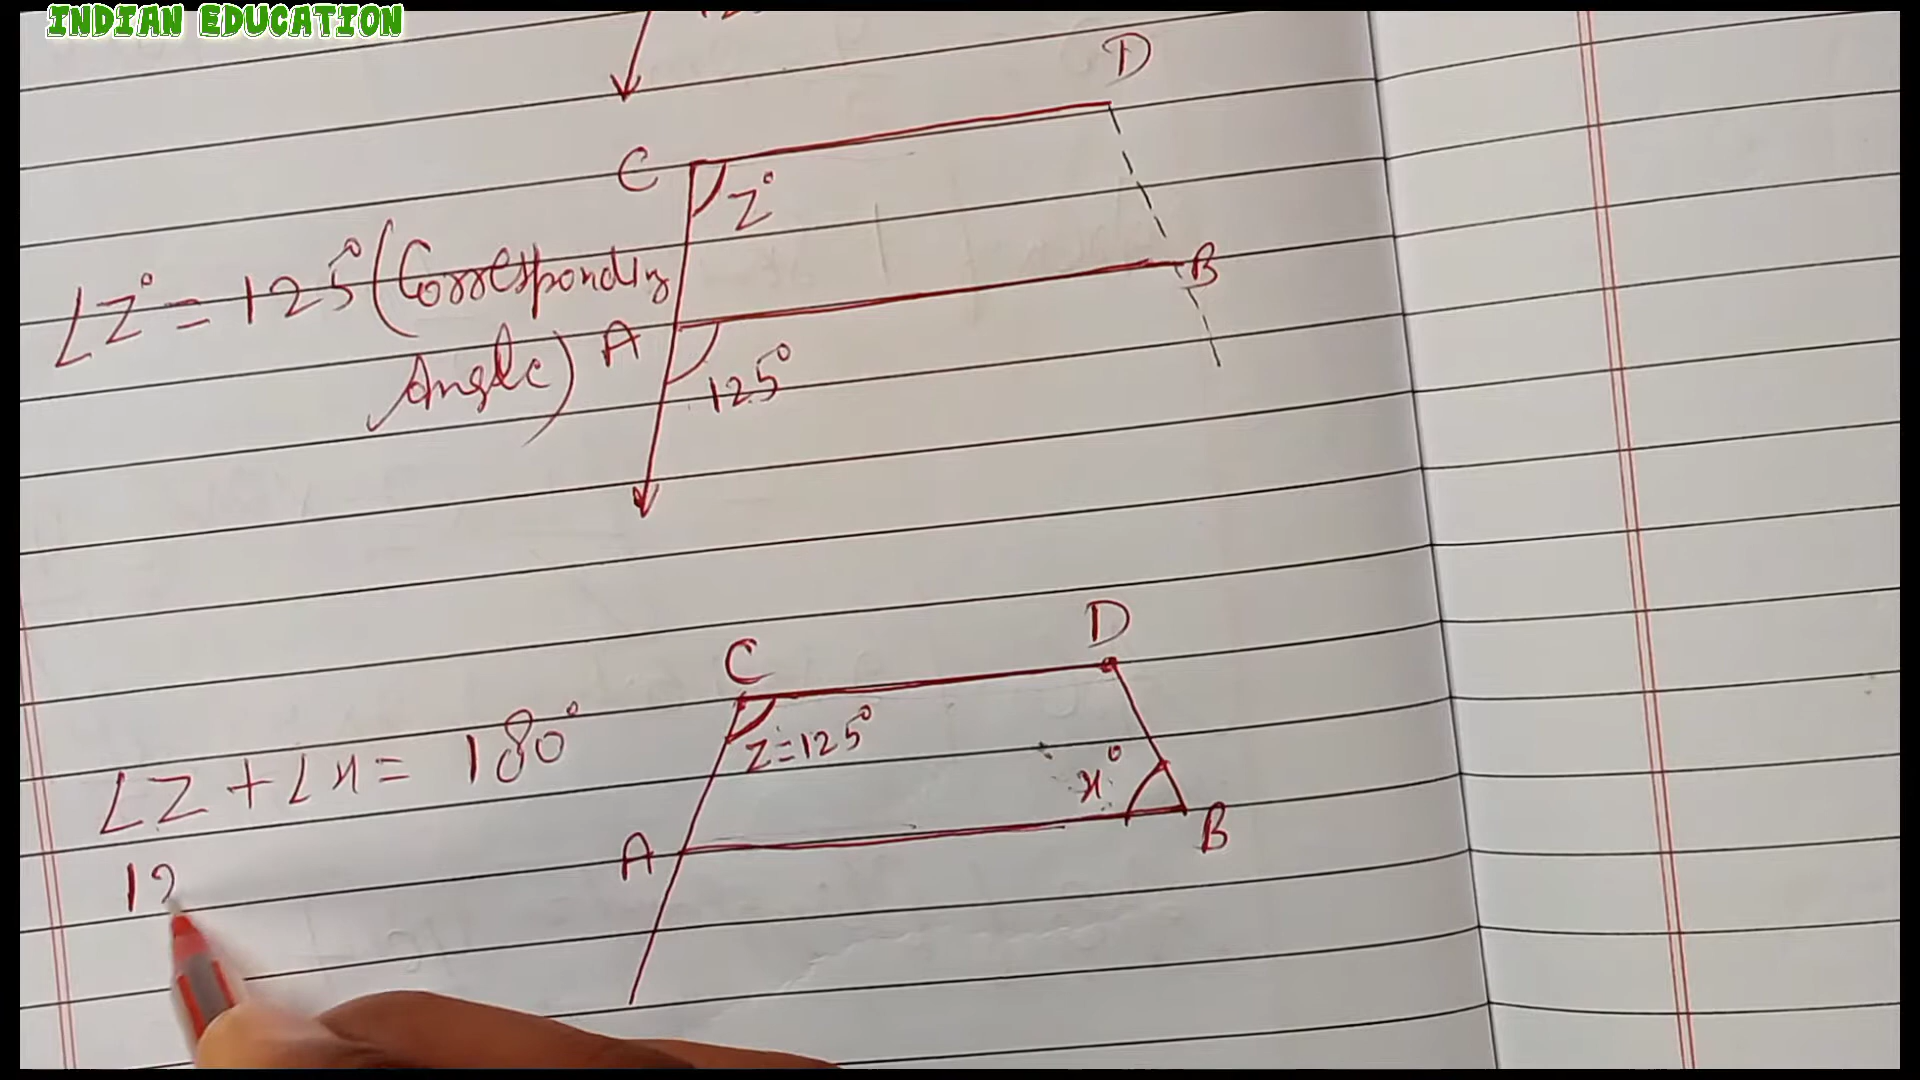 INDIAN EDUCATION
D
C
Z°
∠Z° = 125° (Corresponding
B
Angle)
A
125°
D
C
Z=125°
∠Z + ∠x = 180°
x°
B
A
12